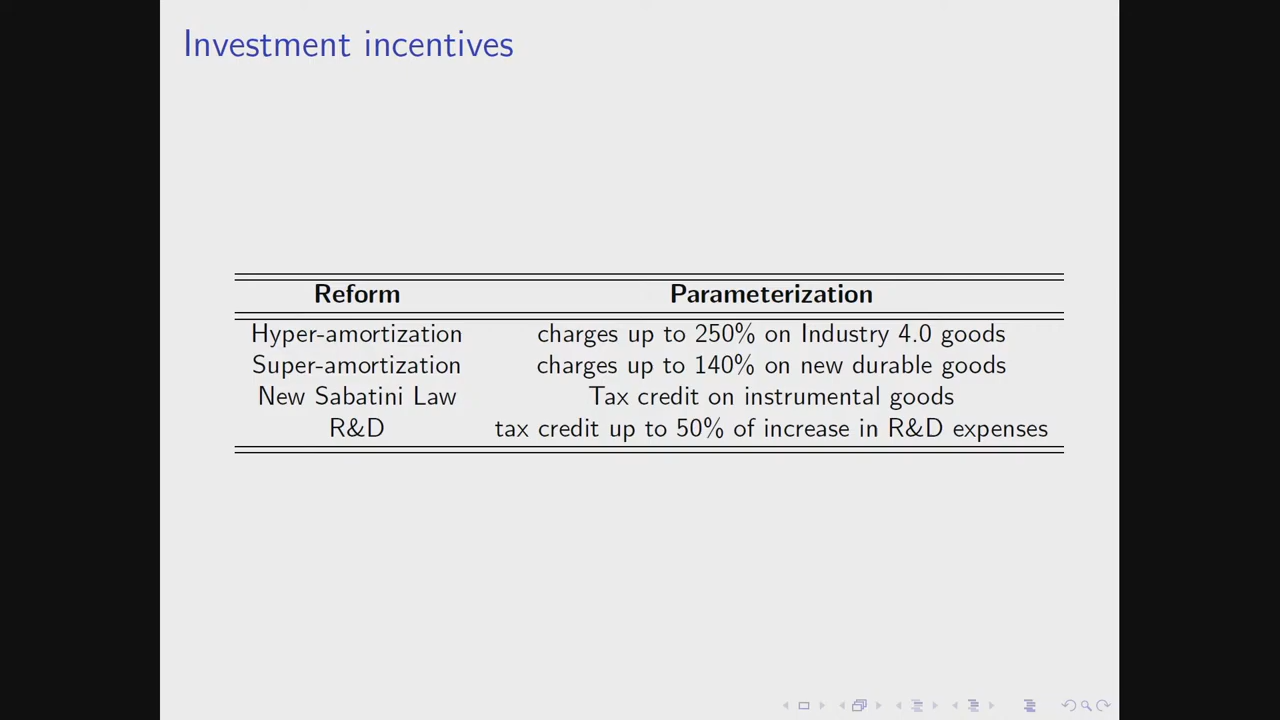 Investment incentives
Reform Parameterization
Hyper-amortization charges up to 250% on Industry 4.0 goods
Super-amortization charges up to 140% on new durable goods
New Sabatini Law Tax credit on instrumental goods
R&D tax credit up to 50% of increase in R&D expenses